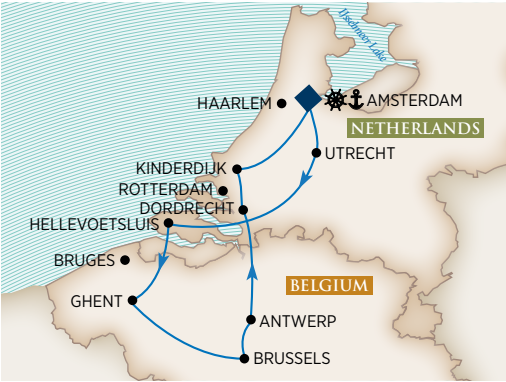 IJsselmeer Lake
HAARLEM
AMSTERDAM
NETHERLANDS
UTRECHT
KINDERDIJK
ROTTERDAM
DORDRECHT
HELLEVOETSLUIS
BRUGES
BELGIUM
GHENT
ANTWERP
BRUSSELS